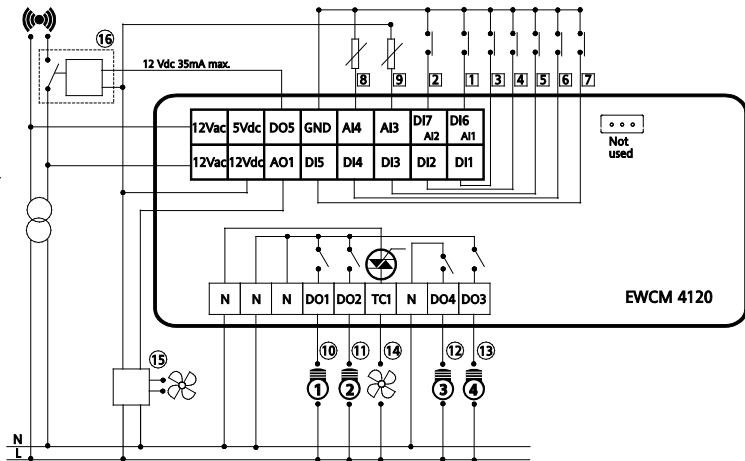 16
12 Vdc 35mA max.
8 9 2 1 3 4 5 6 7
12Vac 5Vdc DO5 GND AI4 AI3 DI7 AI2 DI6 AI1
12Vac 12Vdc AO1 DI5 DI4 DI3 DI2 DI1
Not
used
N N N DO1 DO2 TC1 N DO4 DO3
EWCM 4120
10 11 14 12 13
15
1 2 3 4
N
L